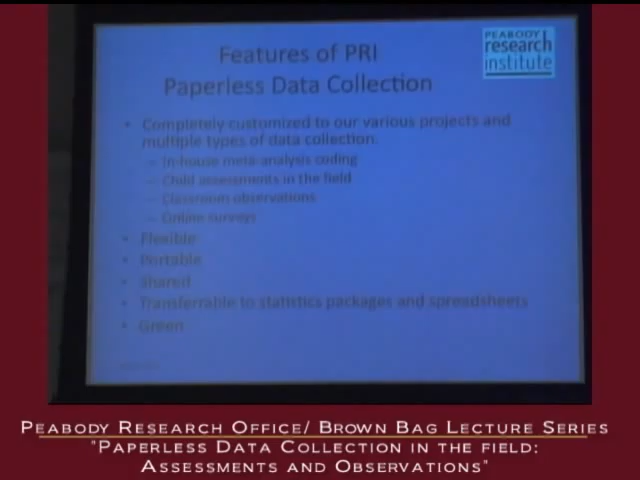 Features of PRI
Paperless Data Collection
PEABODY
research
institute
• Completely customized to our various projects and
multiple types of data collection.
– In-house meta-analysis coding
– Child assessments in the field
– Classroom observations
– Online surveys
• Flexible
• Portable
• Shared
• Transferrable to statistics packages and spreadsheets
• Green
PEABODY RESEARCH OFFICE/ BROWN BAG LECTURE SERIES
"PAPERLESS DATA COLLECTION IN THE FIELD:
ASSESSMENTS AND OBSERVATIONS"